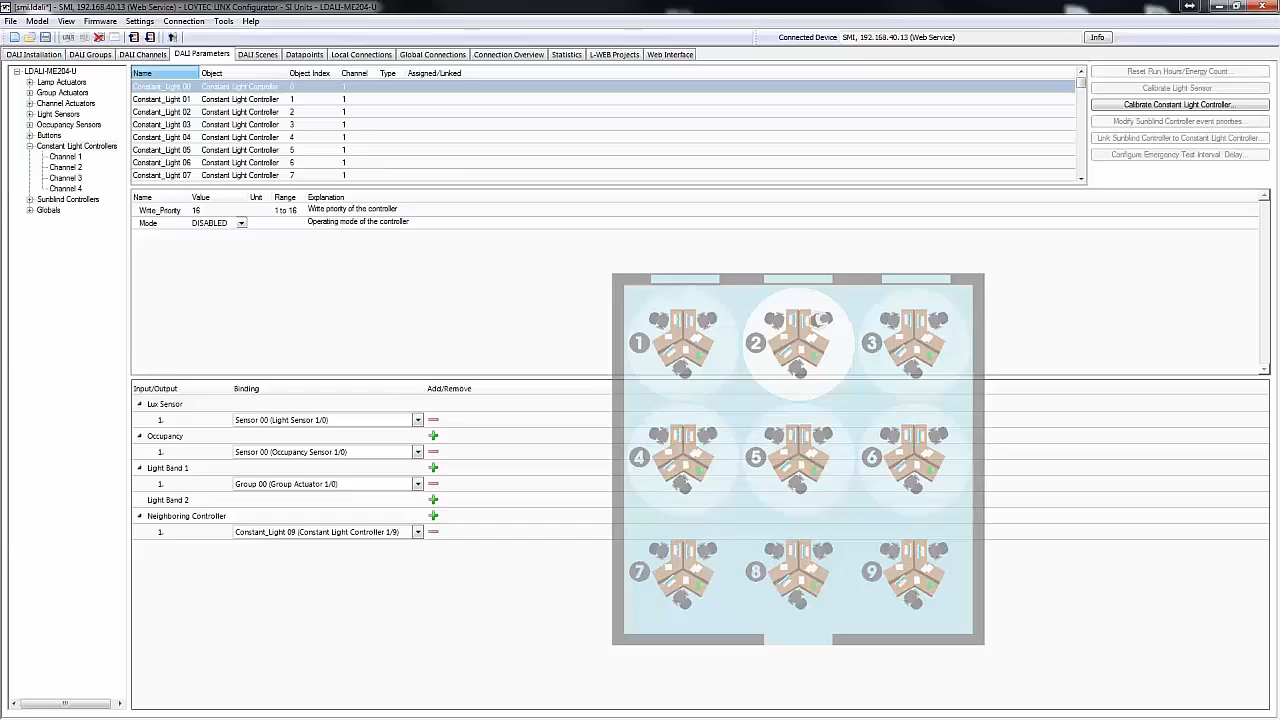 [smi.ldali*] - SMI, 192.168.40.13 (Web Service) - LOYTEC LINX Configurator - SI Units - LDALI-ME204-U
File Model View Firmware Settings Connection Tools Help
Connected Device SMI, 192.168.40.13 (Web Service) Info
DALI Installation DALI Groups DALI Channels DALI Parameters DALI Scenes Datapoints Local Connections Global Connections Connection Overview Statistics L-WEB Projects Web Interface
LDALI-ME204-U
Lamp Actuators
Group Actuators
Channel Actuators
Light Sensors
Occupancy Sensors
Buttons
Constant Light Controllers
Channel 1
Channel 2
Channel 3
Channel 4
Sunblind Controllers
Globals
Name Object Object Index Channel Type Assigned/Linked
Constant_Light 00 Constant Light Controller 0 1
Constant_Light 01 Constant Light Controller 1 1
Constant_Light 02 Constant Light Controller 2 1
Constant_Light 03 Constant Light Controller 3 1
Constant_Light 04 Constant Light Controller 4 1
Constant_Light 05 Constant Light Controller 5 1
Constant_Light 06 Constant Light Controller 6 1
Constant_Light 07 Constant Light Controller 7 1
Reset Run Hours/Energy Count...
Calibrate Light Sensor...
Calibrate Constant Light Controller...
Modify Sunblind Controller event priorities...
Link Sunblind Controller to Constant Light Controller...
Configure Emergency Test Interval, Delay...
Name Value Unit Range Explanation
Write_Priority 16 1 to 16 Write priority of the controller
Mode DISABLED Operating mode of the controller
Input/Output Binding Add/Remove
Lux Sensor
1. Sensor 00 (Light Sensor 1/0)
Occupancy
1. Sensor 00 (Occupancy Sensor 1/0)
Light Band 1
1. Group 00 (Group Actuator 1/0)
Light Band 2
Neighboring Controller
1. Constant_Light 09 (Constant Light Controller 1/9)
1 2 3
4 5 6
7 8 9